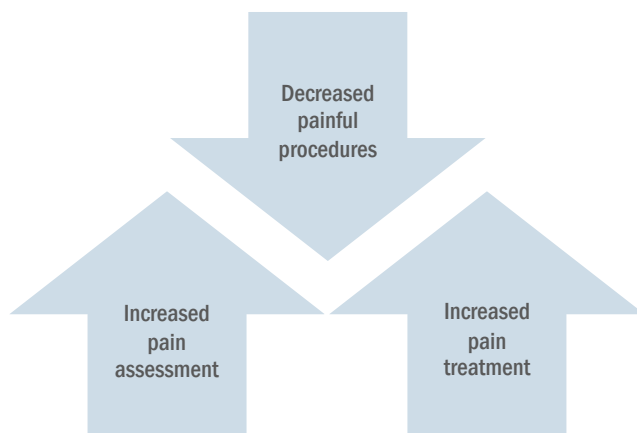 Decreased
painful
procedures
Increased
pain
assessment
Increased
pain
treatment